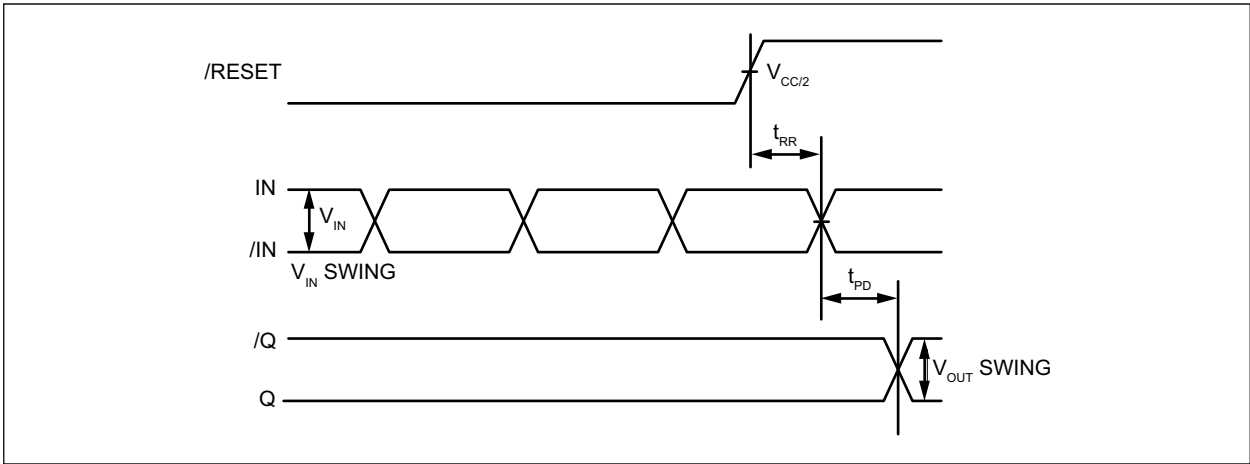 /RESET
VCC/2
tRR
IN
VIN
/IN
VIN SWING
tPD
/Q
VOUT SWING
Q